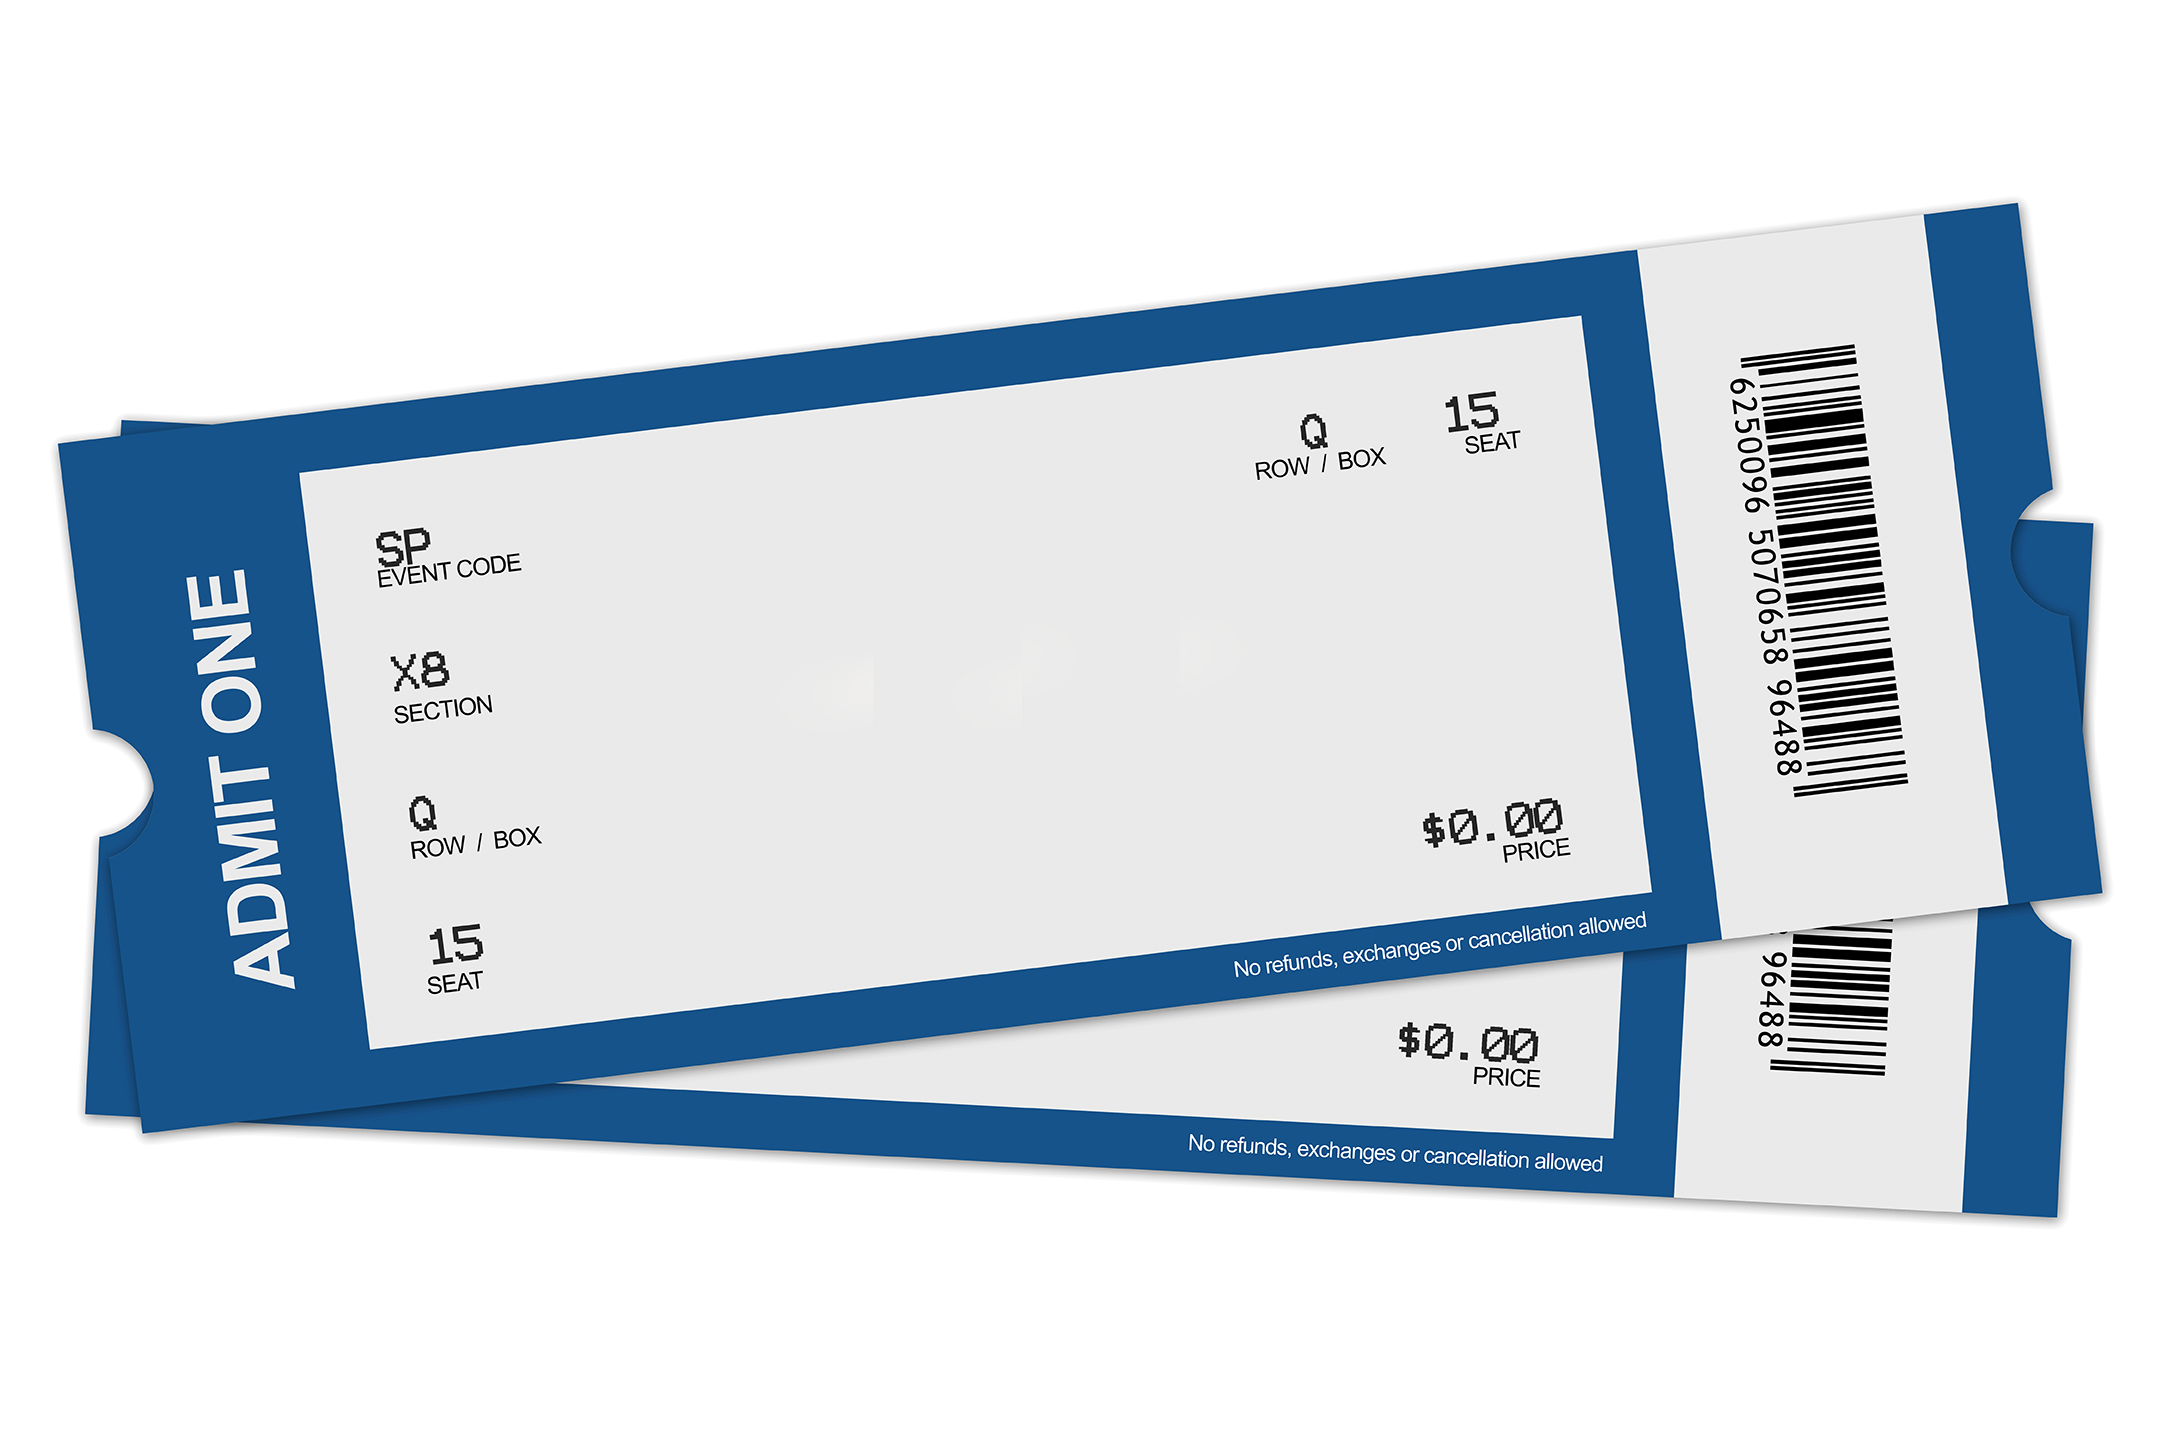 ADMIT ONE
SP
EVENT CODE
X8
SECTION
Q
ROW / BOX
15
SEAT
Q
ROW / BOX
15
SEAT
$0.00
PRICE
No refunds, exchanges or cancellation allowed
6250096 5070658 96488
$0.00
PRICE
No refunds, exchanges or cancellation allowed
96488